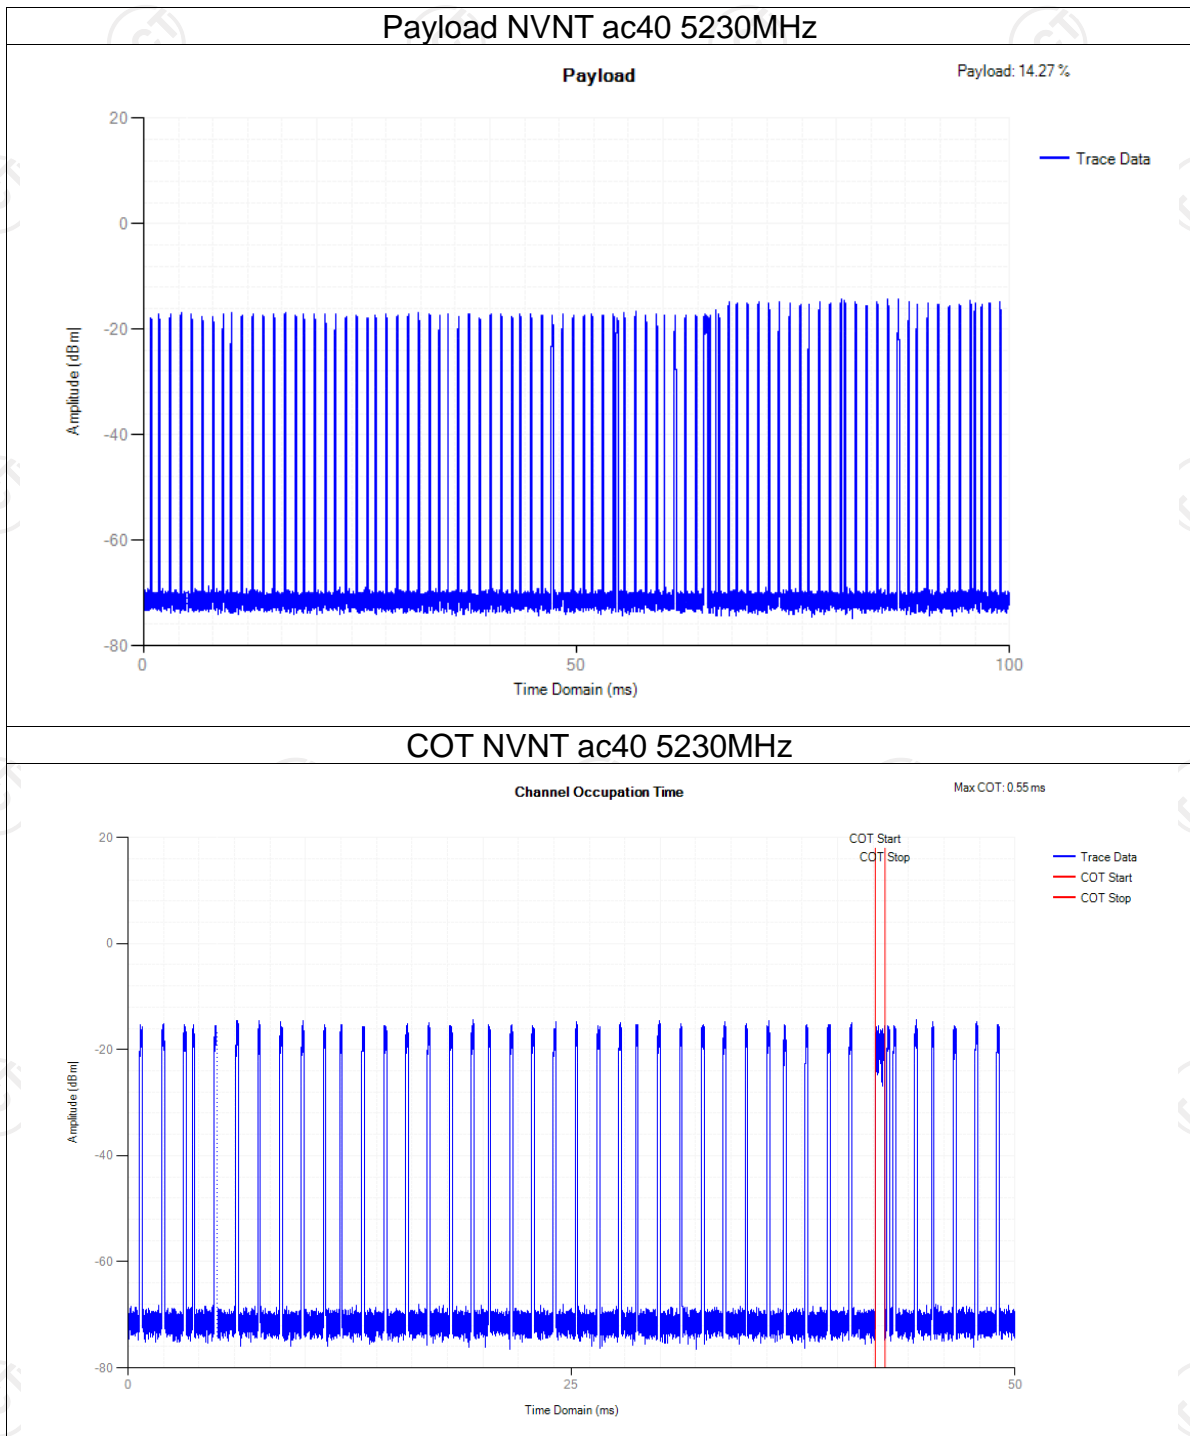 Payload NVNT ac40 5230MHz
Payload
Payload: 14.27 %
20
0
-20
-40
-60
-80
Amplitude [dBm]
Trace Data
0
50
100
Time Domain (ms)
COT NVNT ac40 5230MHz
Channel Occupation Time
Max COT: 0.55 ms
COT Start
COT Stop
20
0
-20
-40
-60
-80
Amplitude [dBm]
Trace Data
COT Start
COT Stop
0
25
50
Time Domain (ms)